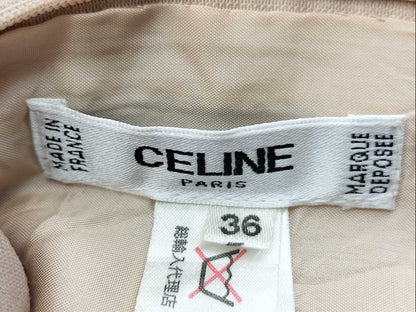 MADE IN
FRANCE
CELINE
PARIS
MARQUE
DEPOSEE
36
総輸入代理店